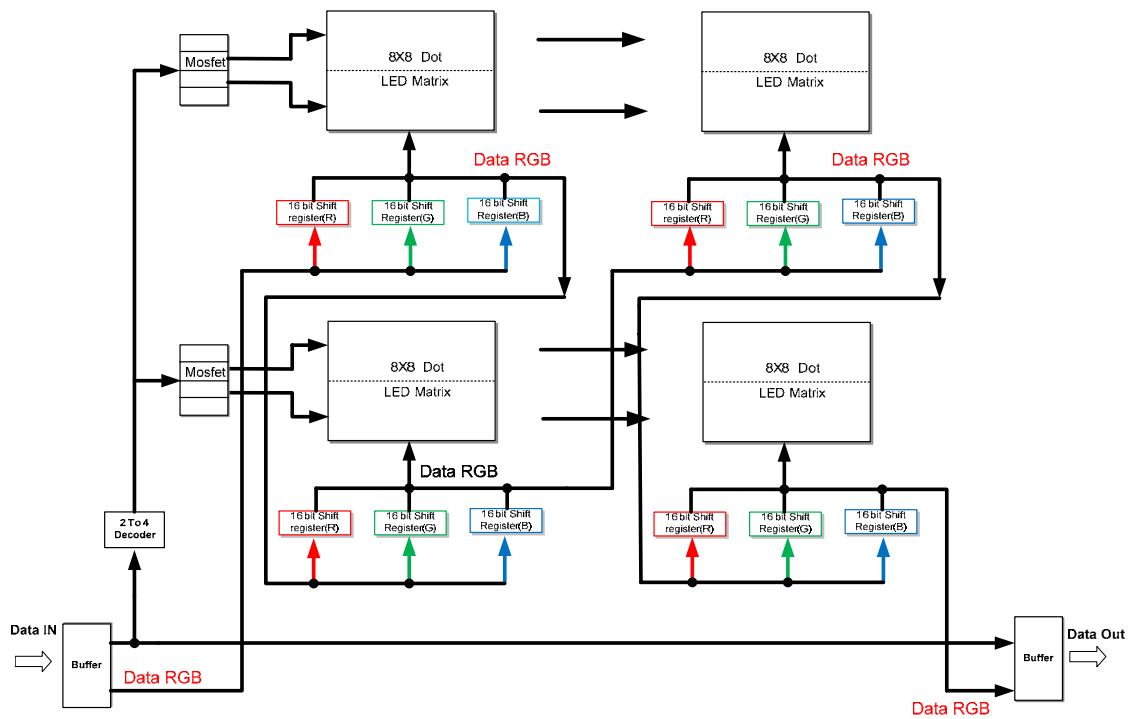 Mosfet
8X8 Dot
LED Matrix
8X8 Dot
LED Matrix
Data RGB
Data RGB
16 bit Shift
register(R)
16 bit Shift
Register(G)
16 bit Shift
Register(B)
16 bit Shift
register(R)
16 bit Shift
Register(G)
16 bit Shift
Register(B)
Mosfet
8X8 Dot
LED Matrix
8X8 Dot
LED Matrix
Data RGB
16 bit Shift
register(R)
16 bit Shift
Register(G)
16 bit Shift
Register(B)
16 bit Shift
register(R)
16 bit Shift
Register(G)
16 bit Shift
Register(B)
2 To 4
Decoder
Data IN
Buffer
Data RGB
Buffer
Data Out
Data RGB